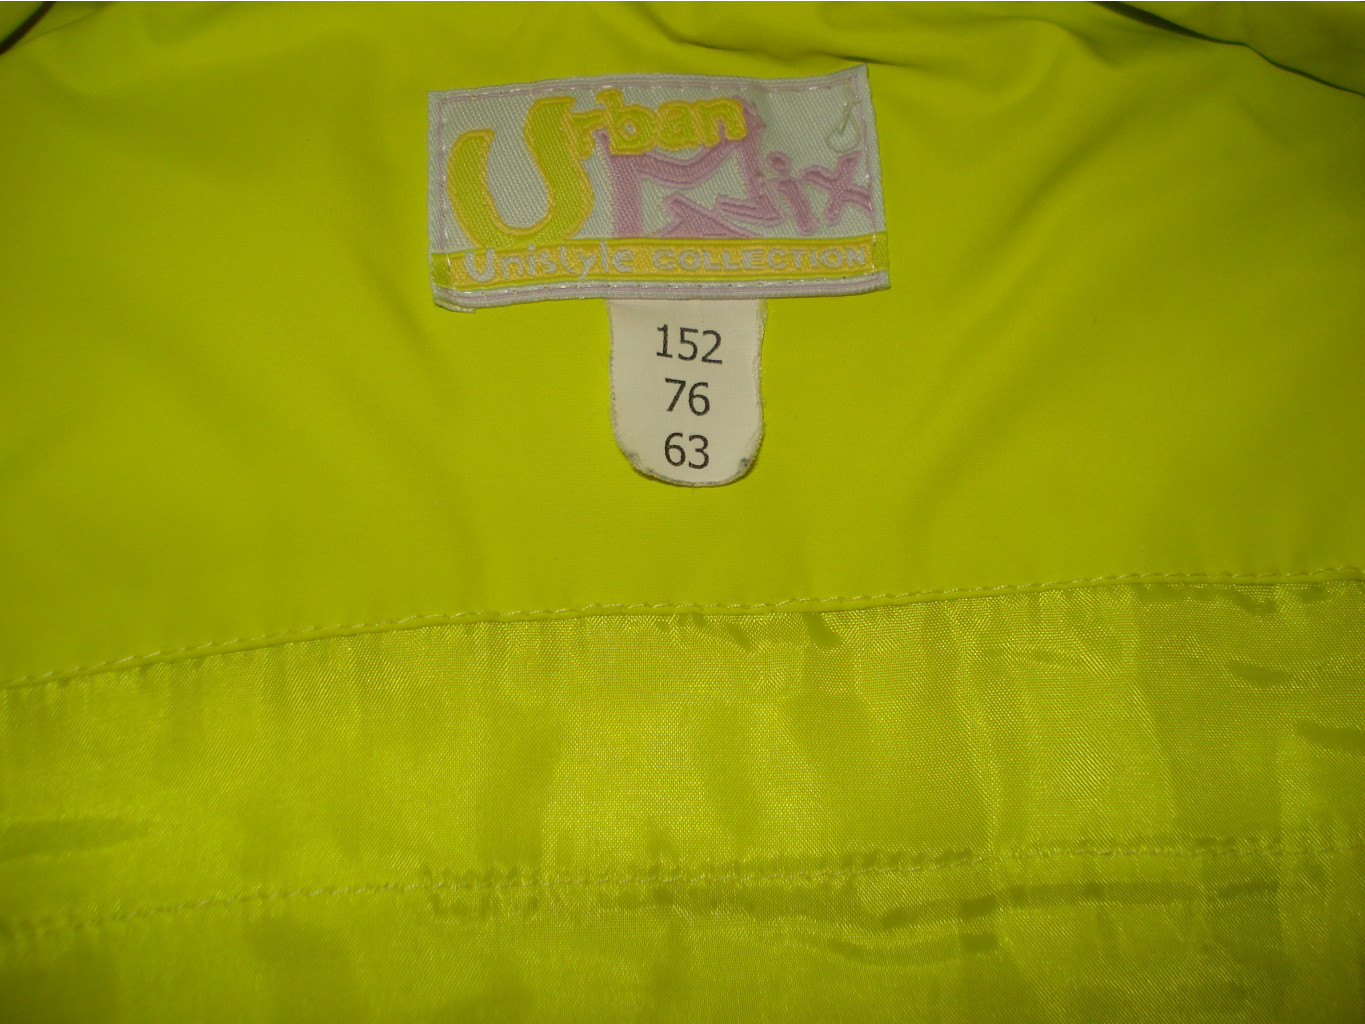 Urban
Mix
Unistyle COLLECTION
152
76
63